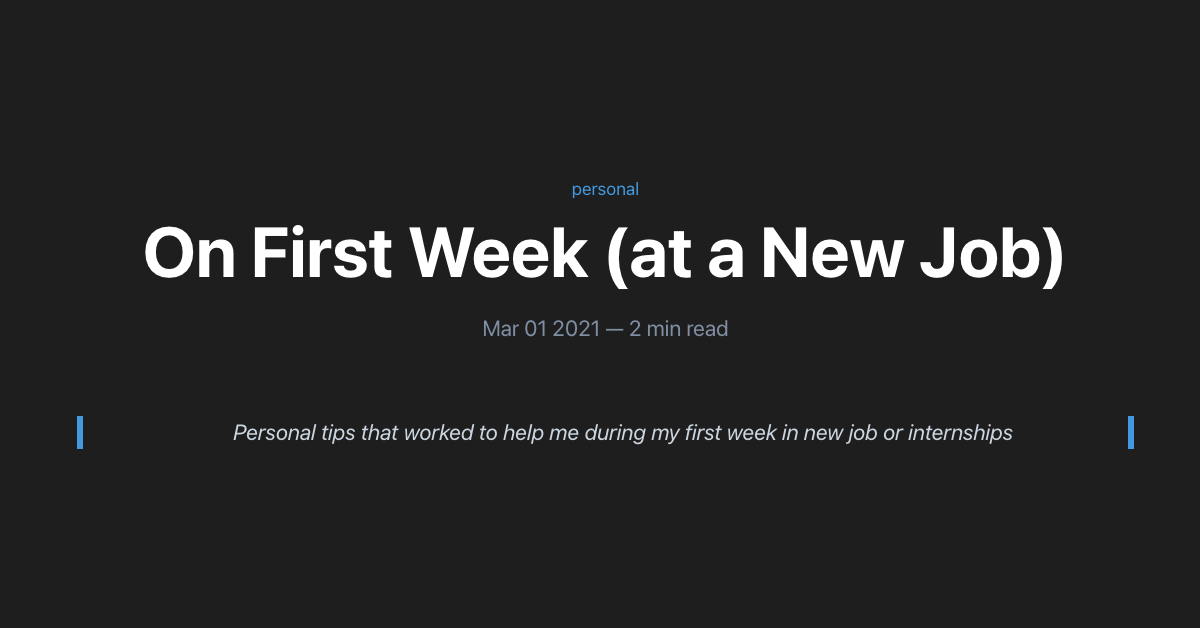 personal
On First Week (at a New Job)
Mar 01 2021 — 2 min read
Personal tips that worked to help me during my first week in new job or internships